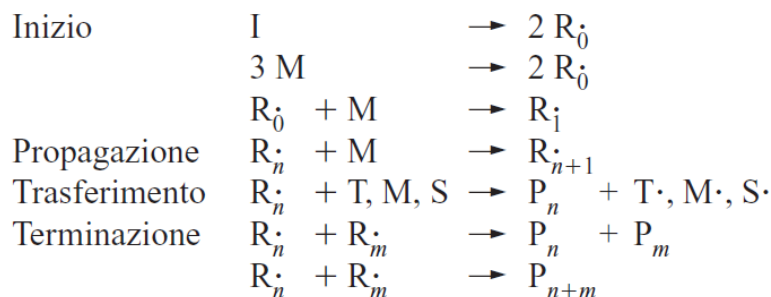 Inizio I → 2 R₀·
3 M → 2 R₀·
R₀· + M → R₁·
Propagazione Rₙ· + M → Rₙ₊₁·
Trasferimento Rₙ· + T, M, S → Pₙ + T·, M·, S·
Terminazione Rₙ· + Rₘ· → Pₙ + Pₘ
Rₙ· + Rₘ· → Pₙ₊ₘ